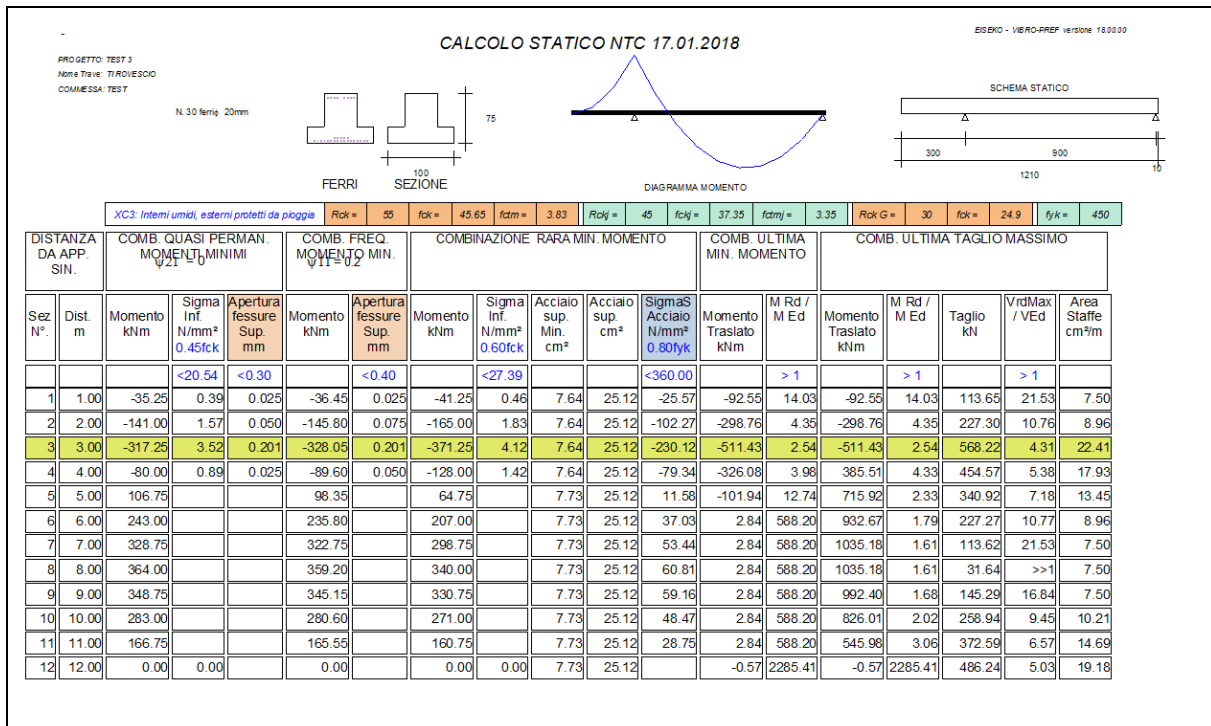 -
EISEKO - VIBRO-PREF versione 18.00.00
CALCOLO STATICO NTC 17.01.2018
PROGETTO: TEST 3
Nome Trave: TI ROVESCIO
COMMESSA: TEST
N. 30 ferriϕ 20mm
75
100
FERRI SEZIONE
DIAGRAMMA MOMENTO
SCHEMA STATICO
300 900
1210 10
XC3: Interni umidi, esterni protetti da pioggia Rck = 55 fck = 45.65 fctm = 3.83 Rckj = 45 fckj = 37.35 fctmj = 3.35 Rck G = 30 fck = 24.9 fyk = 450
DISTANZA DA APP. SIN. COMB. QUASI PERMAN. MOMENTI MINIMI ψ21 = 0 COMB. FREQ. MOMENTO MIN. ψ11 = 0.2 COMBINAZIONE RARA MIN. MOMENTO COMB. ULTIMA MIN. MOMENTO COMB. ULTIMA TAGLIO MASSIMO
Sez N°. Dist. m Momento kNm Sigma Inf. N/mm² 0.45fck Apertura fessure Sup. mm Momento kNm Apertura fessure Sup. mm Momento kNm Sigma Inf. N/mm² 0.60fck Acciaio sup. Min. cm² Acciaio sup. cm² SigmaS Acciaio N/mm² 0.80fyk Momento Traslato kNm M Rd / M Ed Momento Traslato kNm M Rd / M Ed Taglio kN VrdMax / VEd Area Staffe cm²/m
<20.54 <0.30 <0.40 <27.39 <360.00 > 1 > 1 > 1
1 1.00 -35.25 0.39 0.025 -36.45 0.025 -41.25 0.46 7.64 25.12 -25.57 -92.55 14.03 -92.55 14.03 113.65 21.53 7.50
2 2.00 -141.00 1.57 0.050 -145.80 0.075 -165.00 1.83 7.64 25.12 -102.27 -298.76 4.35 -298.76 4.35 227.30 10.76 8.96
3 3.00 -317.25 3.52 0.201 -328.05 0.201 -371.25 4.12 7.64 25.12 -230.12 -511.43 2.54 -511.43 2.54 568.22 4.31 22.41
4 4.00 -80.00 0.89 0.025 -89.60 0.050 -128.00 1.42 7.64 25.12 -79.34 -326.08 3.98 385.51 4.33 454.57 5.38 17.93
5 5.00 106.75 98.35 64.75 7.73 25.12 11.58 -101.94 12.74 715.92 2.33 340.92 7.18 13.45
6 6.00 243.00 235.80 207.00 7.73 25.12 37.03 2.84 588.20 932.67 1.79 227.27 10.77 8.96
7 7.00 328.75 322.75 298.75 7.73 25.12 53.44 2.84 588.20 1035.18 1.61 113.62 21.53 7.50
8 8.00 364.00 359.20 340.00 7.73 25.12 60.81 2.84 588.20 1035.18 1.61 31.64 >>1 7.50
9 9.00 348.75 345.15 330.75 7.73 25.12 59.16 2.84 588.20 992.40 1.68 145.29 16.84 7.50
10 10.00 283.00 280.60 271.00 7.73 25.12 48.47 2.84 588.20 826.01 2.02 258.94 9.45 10.21
11 11.00 166.75 165.55 160.75 7.73 25.12 28.75 2.84 588.20 545.98 3.06 372.59 6.57 14.69
12 12.00 0.00 0.00 0.00 0.00 0.00 7.73 25.12 -0.57 2285.41 -0.57 2285.41 486.24 5.03 19.18